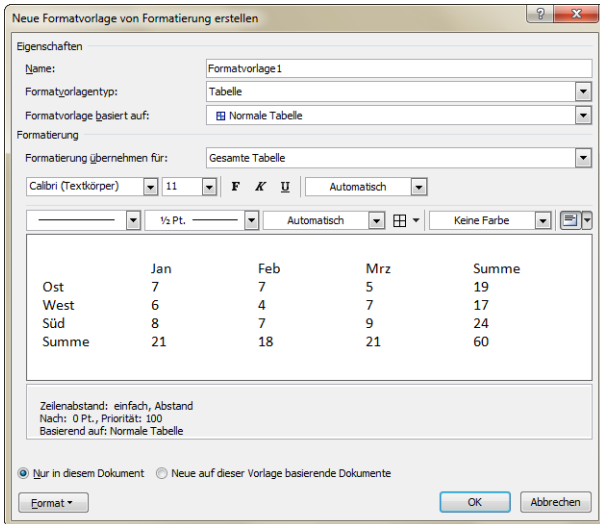 Neue Formatvorlage von Formatierung erstellen
Eigenschaften
Name: Formatvorlage1
Formatvorlagentyp: Tabelle
Formatvorlage basiert auf: Normale Tabelle
Formatierung
Formatierung übernehmen für: Gesamte Tabelle
Calibri (Textkörper) 11 F K U Automatisch
½ Pt. Automatisch Keine Farbe
Jan Feb Mrz Summe
Ost 7 7 5 19
West 6 4 7 17
Süd 8 7 9 24
Summe 21 18 21 60
Zeilenabstand: einfach, Abstand
Nach: 0 Pt., Priorität: 100
Basierend auf: Normale Tabelle
Nur in diesem Dokument Neue auf dieser Vorlage basierende Dokumente
Format OK Abbrechen